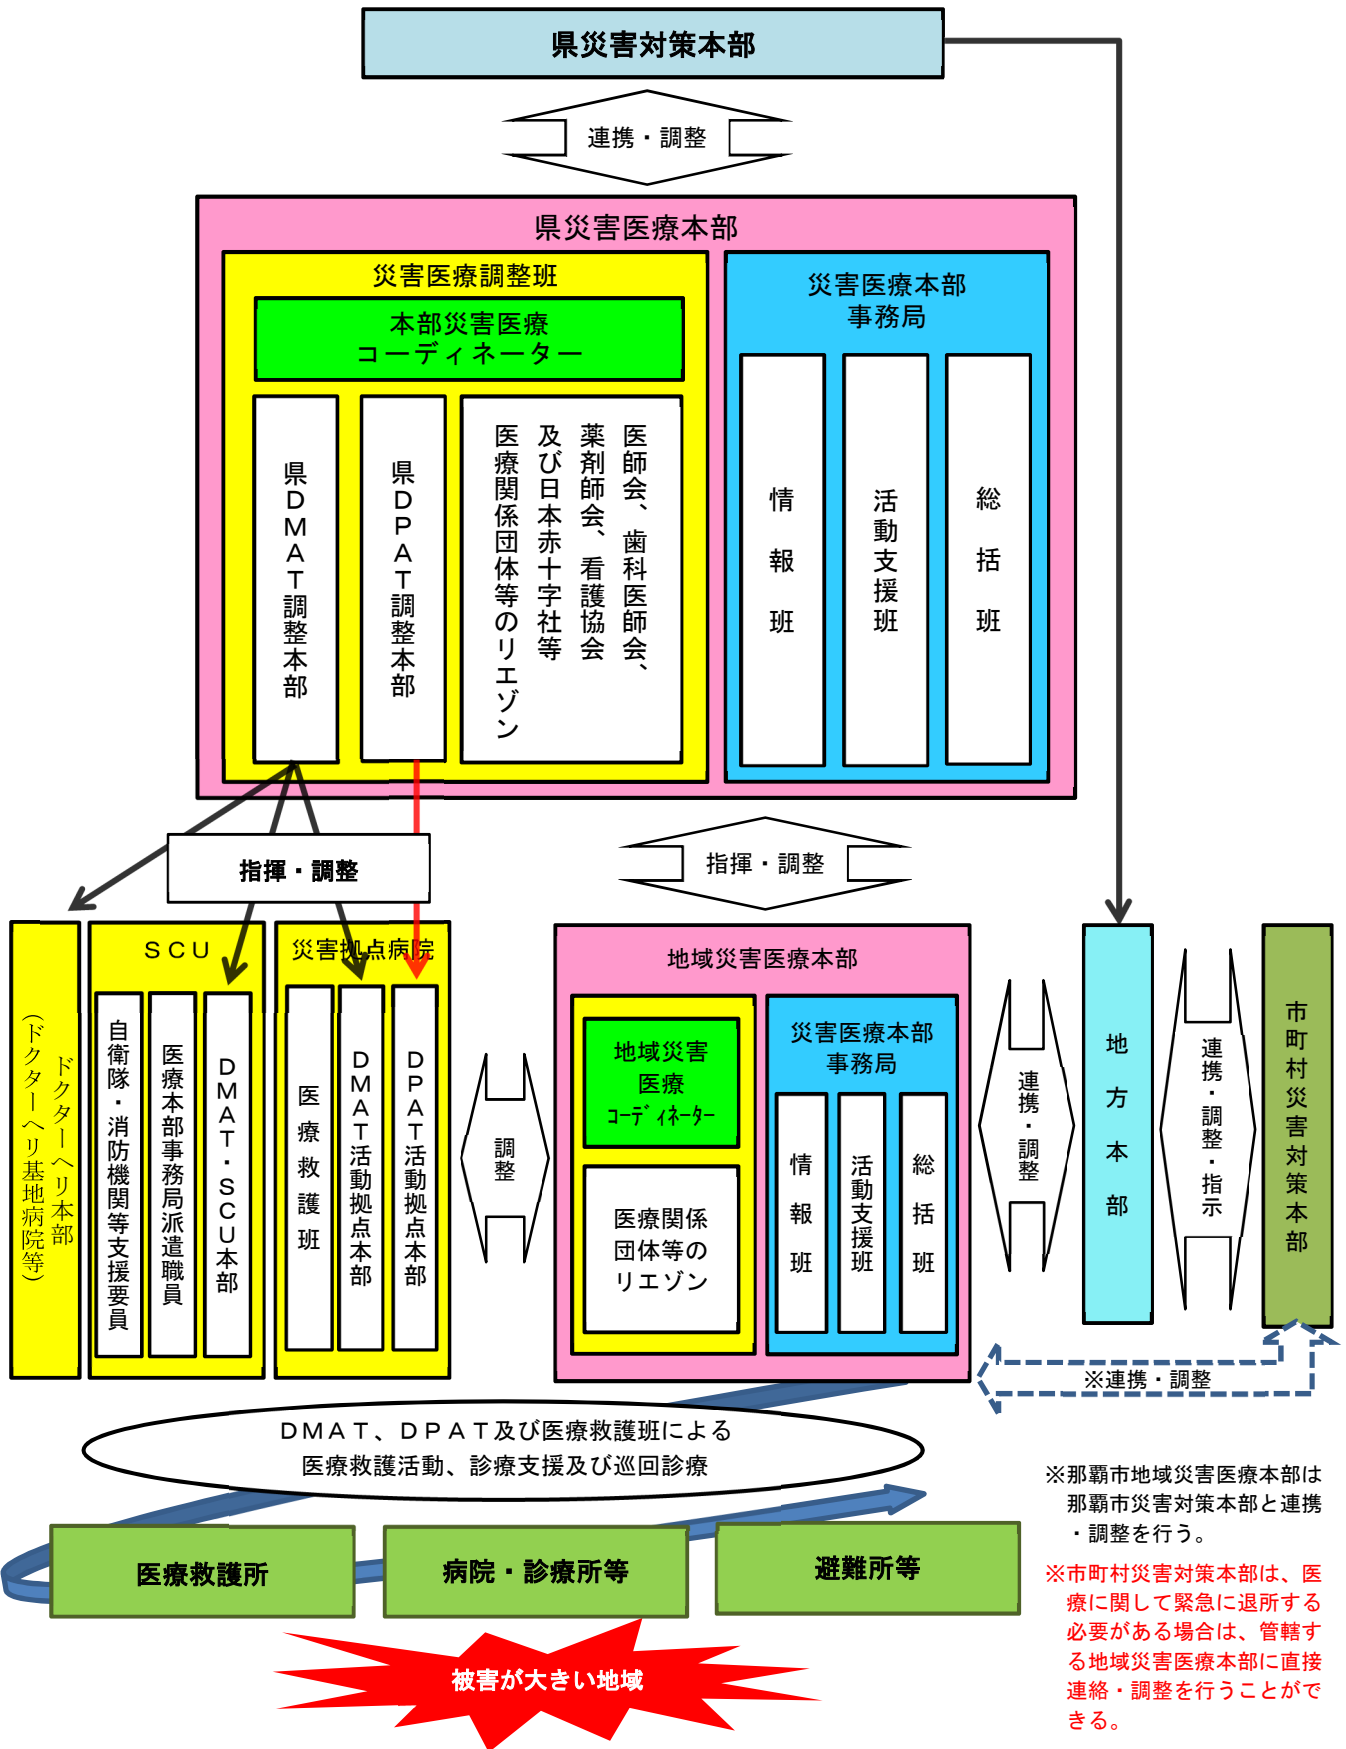 県災害対策本部
連携・調整
県災害医療本部
災害医療調整班
本部災害医療
コーディネーター
県DMAT調整本部
県DPAT調整本部
医師会、歯科医師会、
薬剤師会、看護協会
及び日本赤十字社等
医療関係団体等のリエゾン
災害医療本部
事務局
情報班
活動支援班
総括班
指揮・調整
指揮・調整
ドクターヘリ本部
(ドクターヘリ基地病院等)
SCU
自衛隊・消防機関等支援要員
医療本部事務局派遣職員
DMAT・SCU本部
災害拠点病院
医療救護班
DMAT活動拠点本部
DPAT活動拠点本部
調整
地域災害医療本部
地域災害
医療
ｺｰﾃﾞｨﾈｰﾀｰ
医療関係
団体等の
リエゾン
災害医療本部
事務局
情報班
活動支援班
総括班
連携・調整
地方本部
連携・調整・指示
市町村災害対策本部
※連携・調整
DMAT、DPAT及び医療救護班による
医療救護活動、診療支援及び巡回診療
医療救護所
病院・診療所等
避難所等
被害が大きい地域
※那覇市地域災害医療本部は
那覇市災害対策本部と連携
・調整を行う。
※市町村災害対策本部は、医
療に関して緊急に退所する
必要がある場合は、管轄す
る地域災害医療本部に直接
連絡・調整を行うことがで
きる。